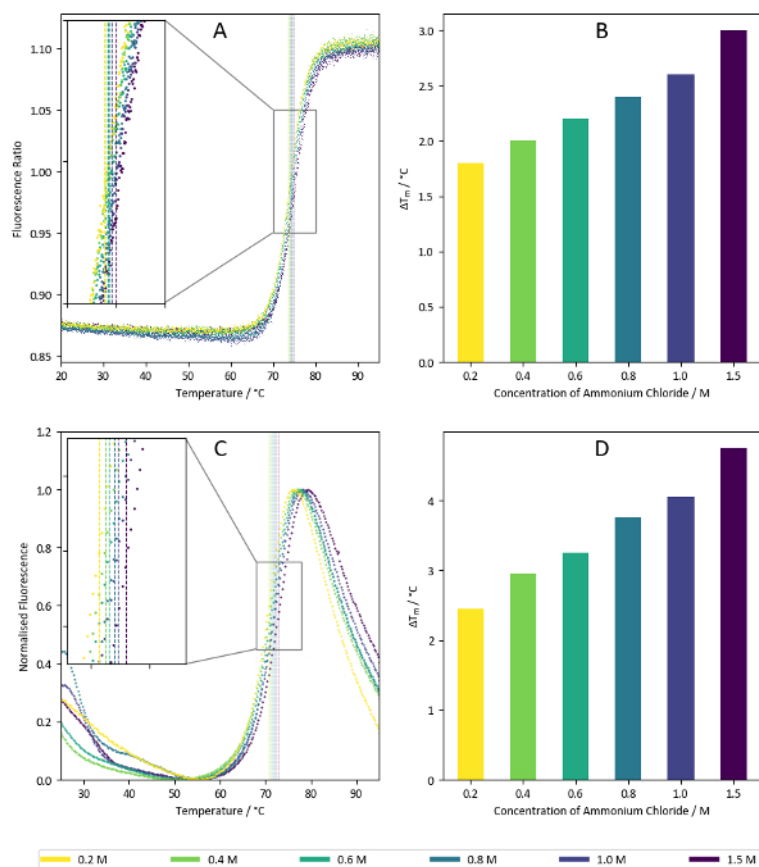 A
1.10
1.05
1.00
0.95
0.90
0.85
Fluorescence Ratio
20 30 40 50 60 70 80 90
Temperature / °C
B
3.0
2.5
2.0
1.5
1.0
0.5
0.0
ΔTm / °C
0.2 0.4 0.6 0.8 1.0 1.5
Concentration of Ammonium Chloride / M
C
1.2
1.0
0.8
0.6
0.4
0.2
0.0
Normalised Fluorescence
30 40 50 60 70 80 90
Temperature / °C
D
4
3
2
1
0
ΔTm / °C
0.2 0.4 0.6 0.8 1.0 1.5
Concentration of Ammonium Chloride / M
0.2 M 0.4 M 0.6 M 0.8 M 1.0 M 1.5 M